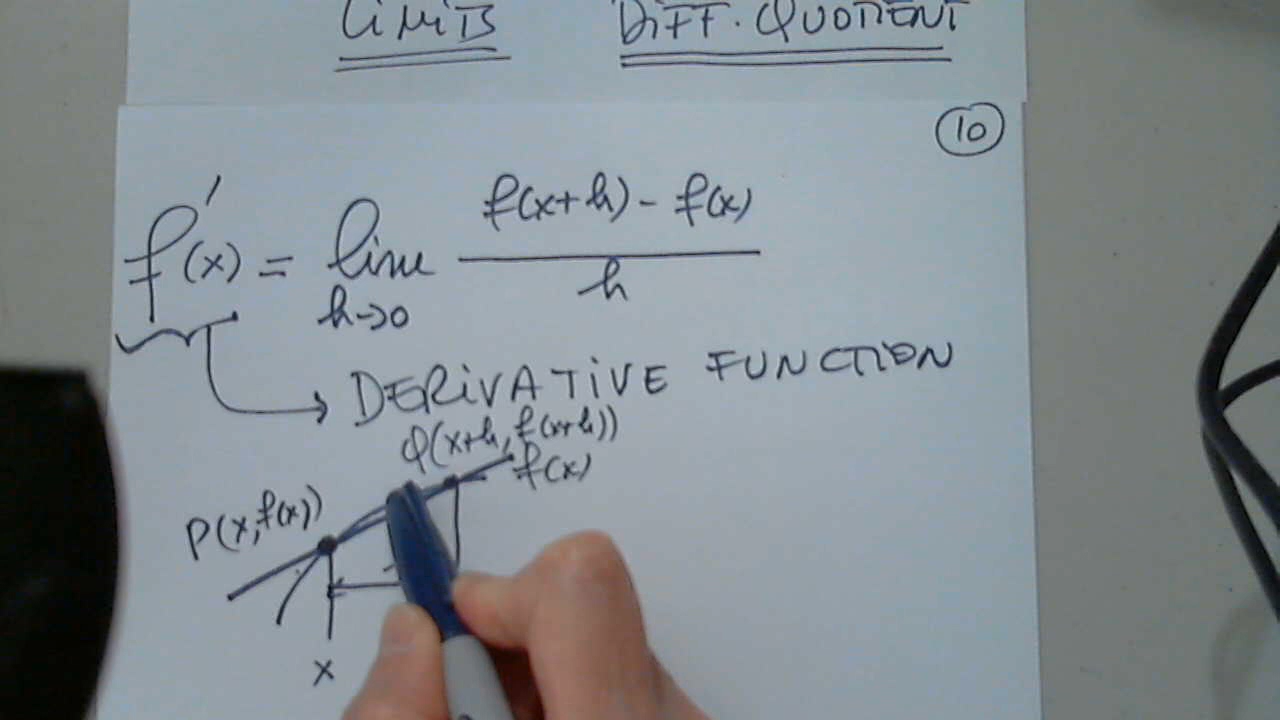 LIMITS DIFF. QUOTIENT
10
f'(x) = lim h→0 f(x+h) - f(x) / h
DERIVATIVE FUNCTION
Q(x+h, f(x+h))
f(x)
P(x, f(x))
x